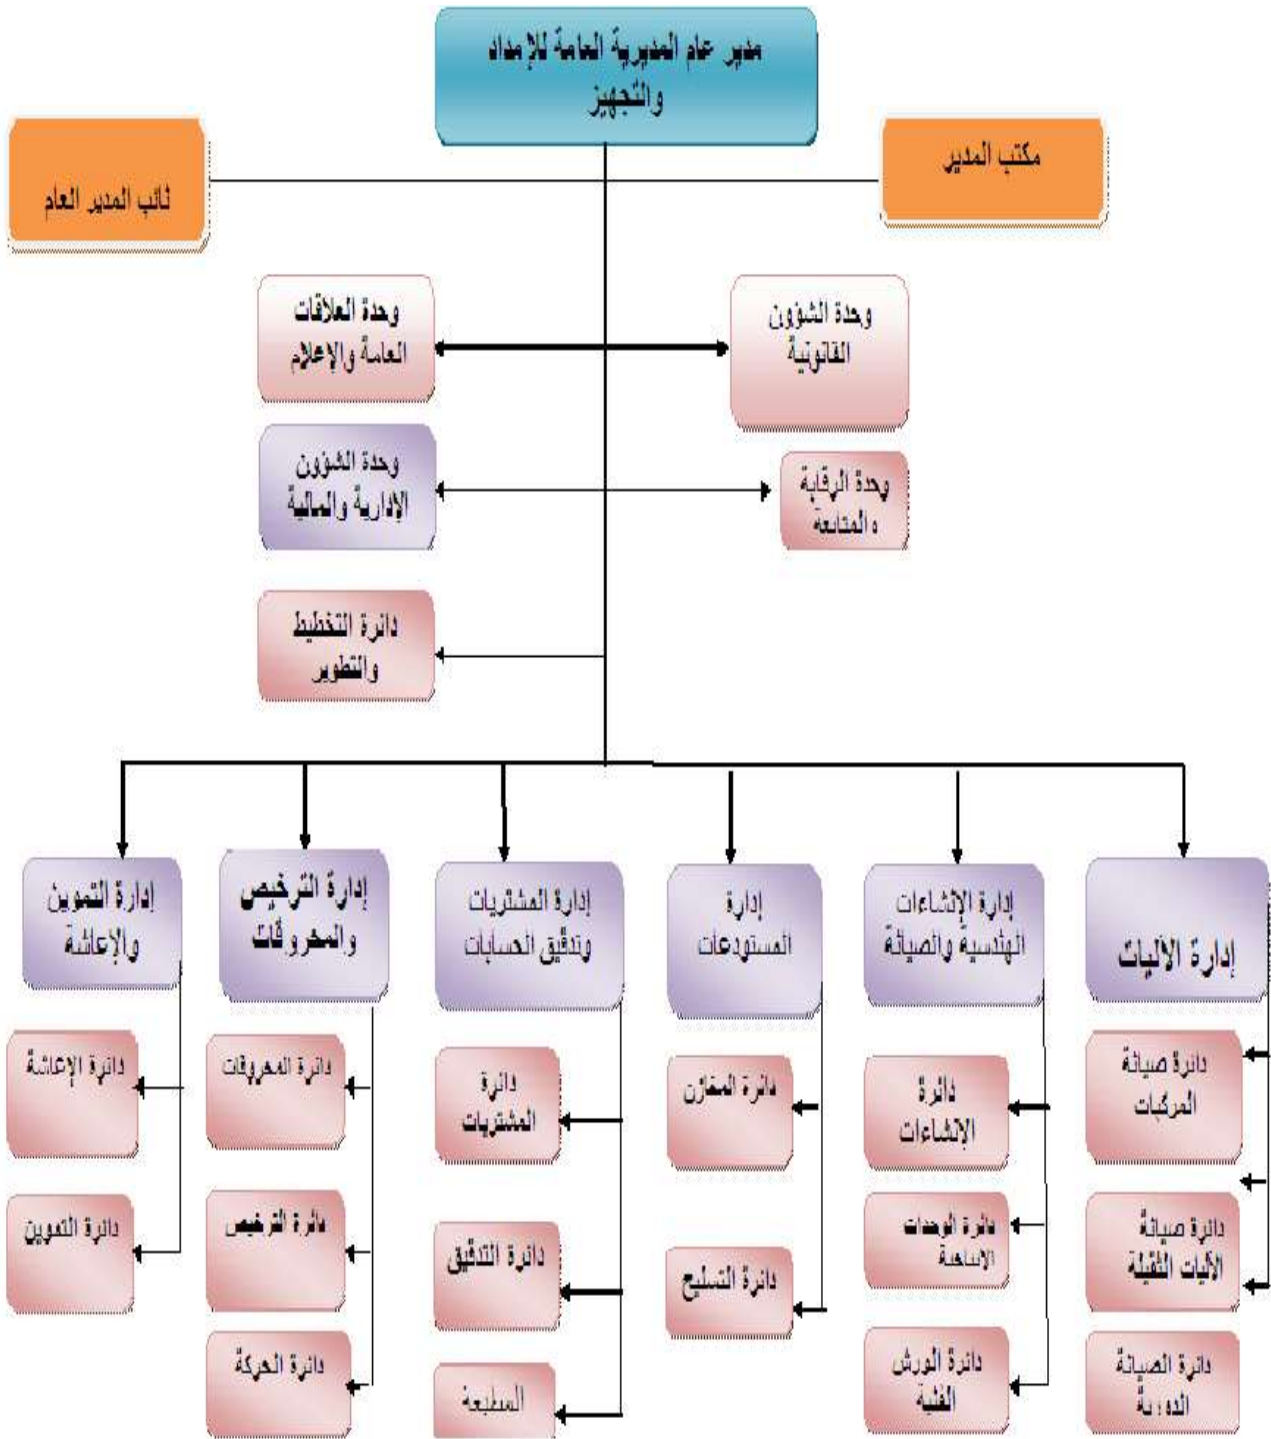 مدير عام المديرية العامة للإمداد
والتجهيز
مكتب المدير
نائب المدير العام
وحدة الشؤون
القانونية
وحدة العلاقات
العامة والإعلام
وحدة الرقابة
والمتابعة
وحدة الشؤون
الإدارية والمالية
دائرة التخطيط
والتطوير
إدارة الآليات
إدارة الإنشاءات
الهندسية والصيانة
إدارة
المستودعات
إدارة المشتريات
وتدقيق الحسابات
إدارة الترخيص
والمحروقات
إدارة التموين
والإعاشة
دائرة صيانة
المركبات
دائرة صيانة
الآليات الثقيلة
دائرة الصيانة
الدورية
دائرة
الإنشاءات
دائرة الوحدات
الإنتاجية
دائرة الورش
الفنية
دائرة المخازن
دائرة التسليح
دائرة
المشتريات
دائرة التدقيق
المطبعة
دائرة المحروقات
دائرة الترخيص
دائرة الحركة
دائرة الإعاشة
دائرة التموين